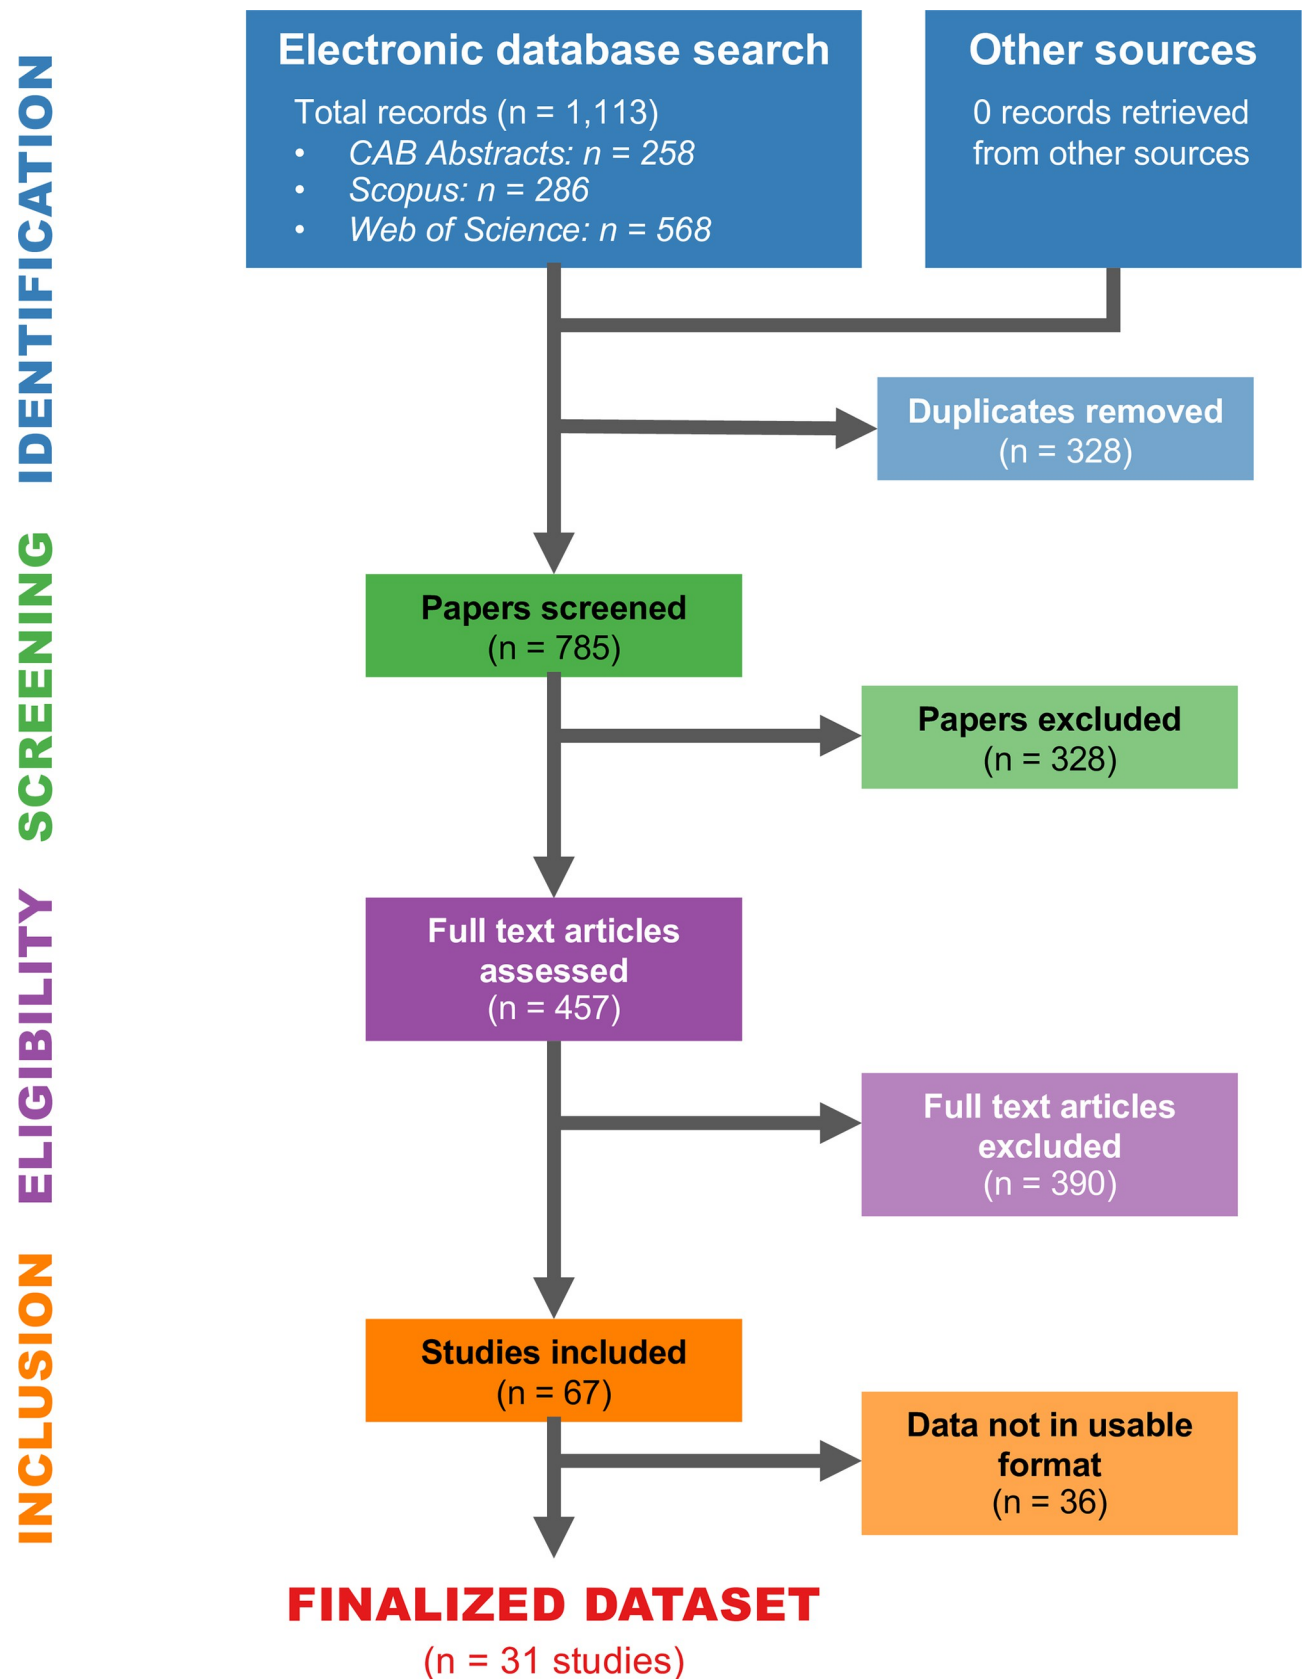 IDENTIFICATION
Electronic database search
Total records (n = 1,113)
• CAB Abstracts: n = 258
• Scopus: n = 286
• Web of Science: n = 568
Other sources
0 records retrieved
from other sources
Duplicates removed
(n = 328)
SCREENING
Papers screened
(n = 785)
Papers excluded
(n = 328)
ELIGIBILITY
Full text articles
assessed
(n = 457)
Full text articles
excluded
(n = 390)
INCLUSION
Studies included
(n = 67)
Data not in usable
format
(n = 36)
FINALIZED DATASET
(n = 31 studies)